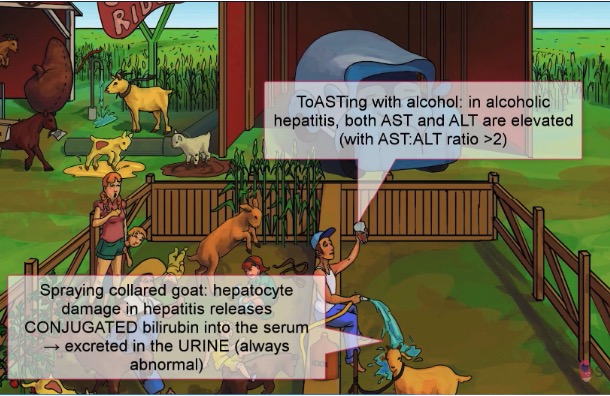 RID
ToASTing with alcohol: in alcoholic
hepatitis, both AST and ALT are elevated
(with AST:ALT ratio >2)
Spraying collared goat: hepatocyte
damage in hepatitis releases
CONJUGATED bilirubin into the serum
→ excreted in the URINE (always
abnormal)